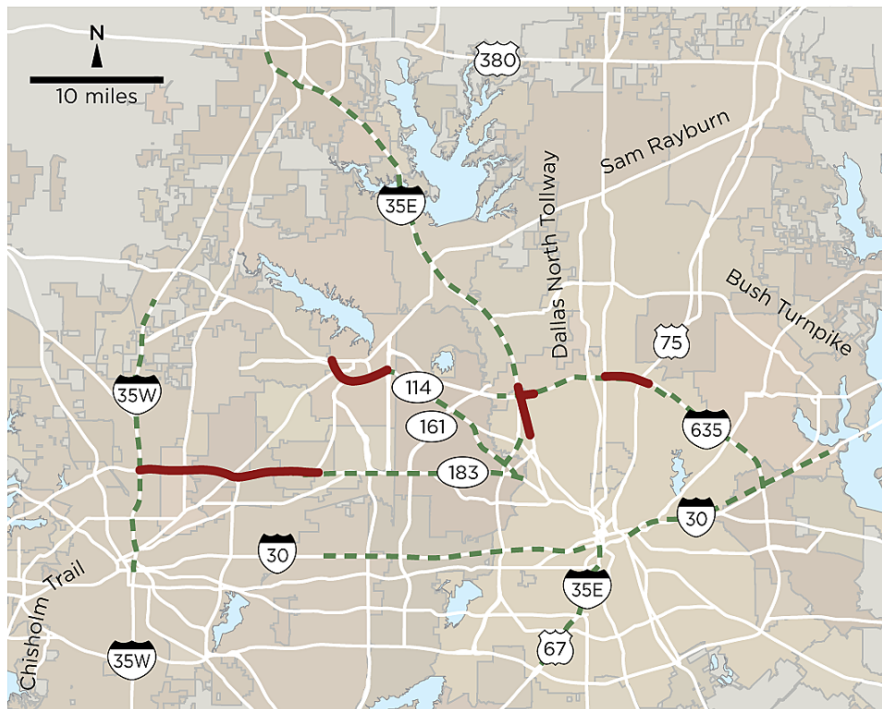 N
10 miles
380
Sam Rayburn
35E
Dallas North Tollway
Bush Turnpike
75
35W
114
161
635
183
30
30
Chisholm Trail
35E
67
35W